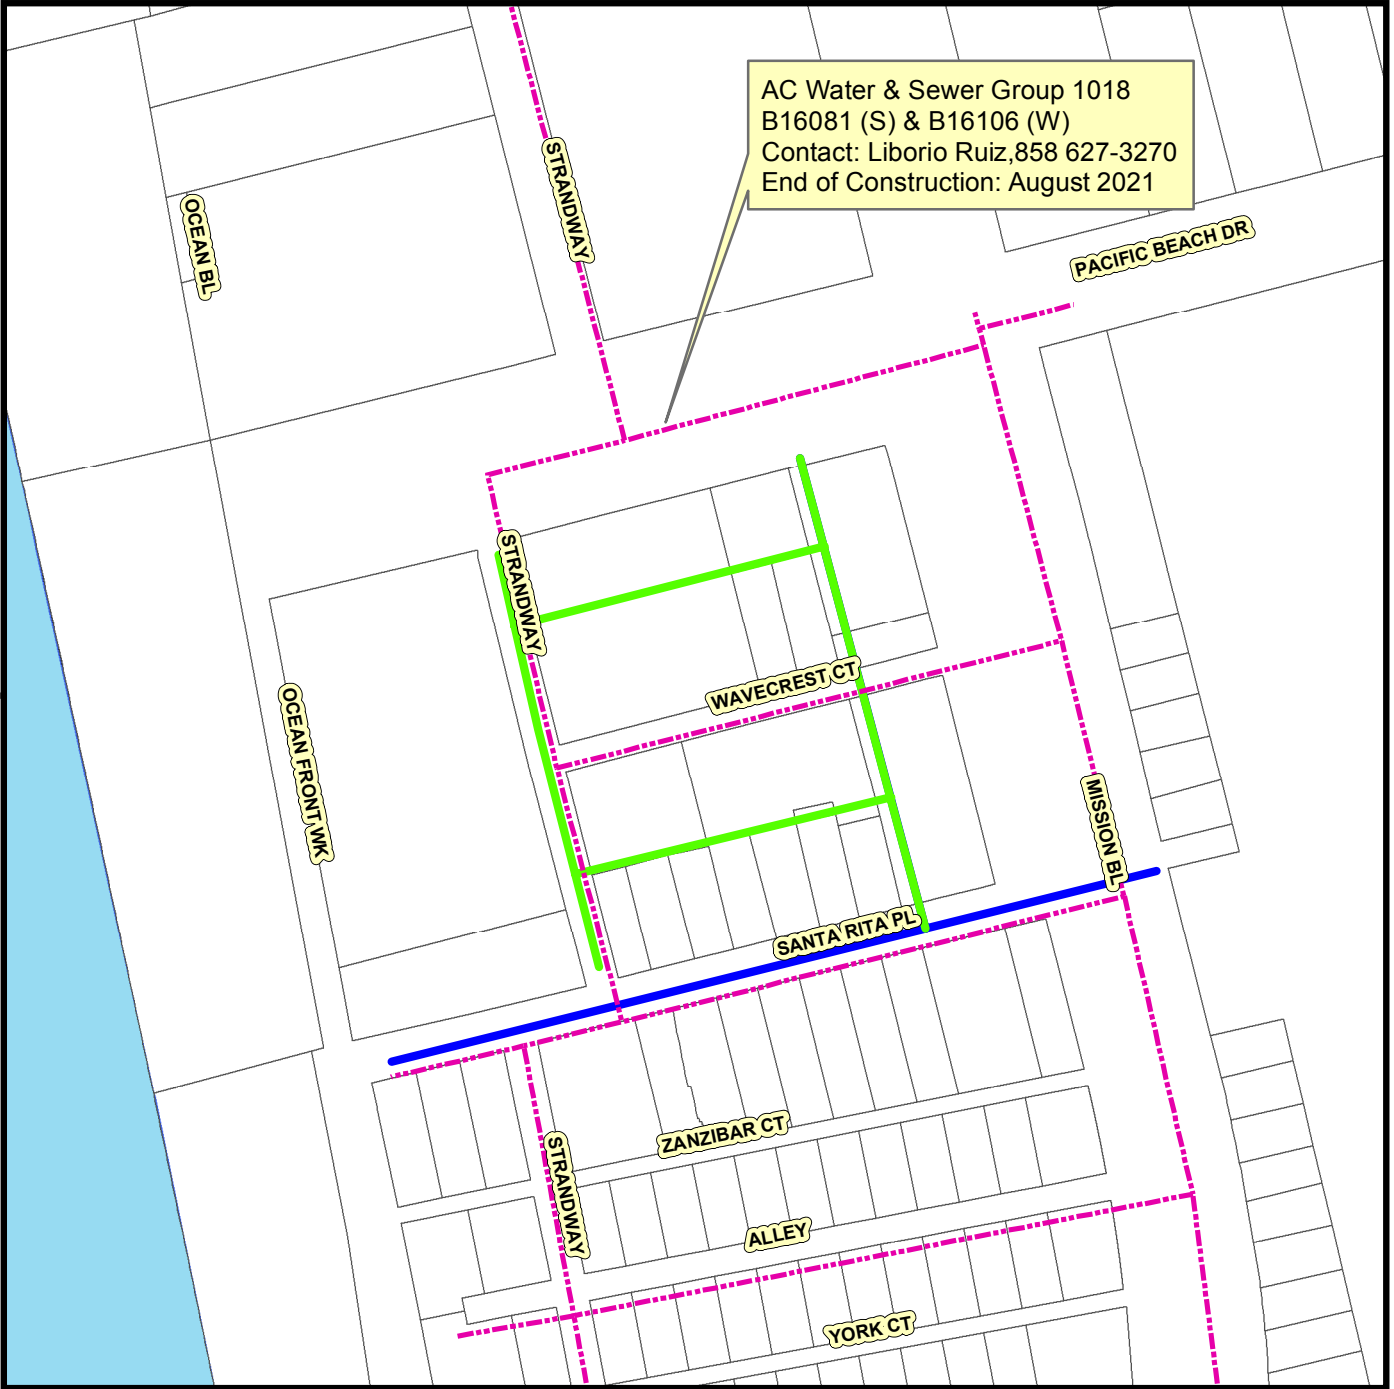 AC Water & Sewer Group 1018
B16081 (S) & B16106 (W)
Contact: Liborio Ruiz,858 627-3270
End of Construction: August 2021
STRANDWAY
OCEAN BL
PACIFIC BEACH DR
STRANDWAY
WAVECREST CT
OCEAN FRONT WK
MISSION BL
SANTA RITA PL
ZANZIBAR CT
STRANDWAY
ALLEY
YORK CT